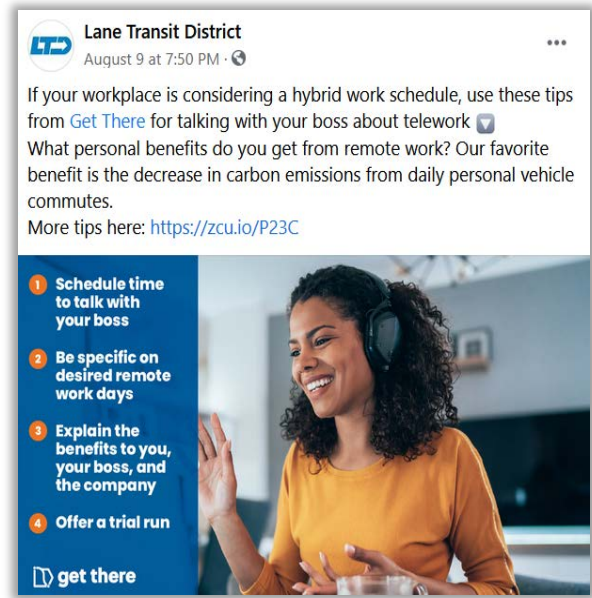 LTD
Lane Transit District
August 9 at 7:50 PM ·
If your workplace is considering a hybrid work schedule, use these tips
from Get There for talking with your boss about telework
What personal benefits do you get from remote work? Our favorite
benefit is the decrease in carbon emissions from daily personal vehicle
commutes.
More tips here: https://zcu.io/P23C
1 Schedule time
to talk with
your boss
2 Be specific on
desired remote
work days
3 Explain the
benefits to you,
your boss, and
the company
4 Offer a trial run
get there